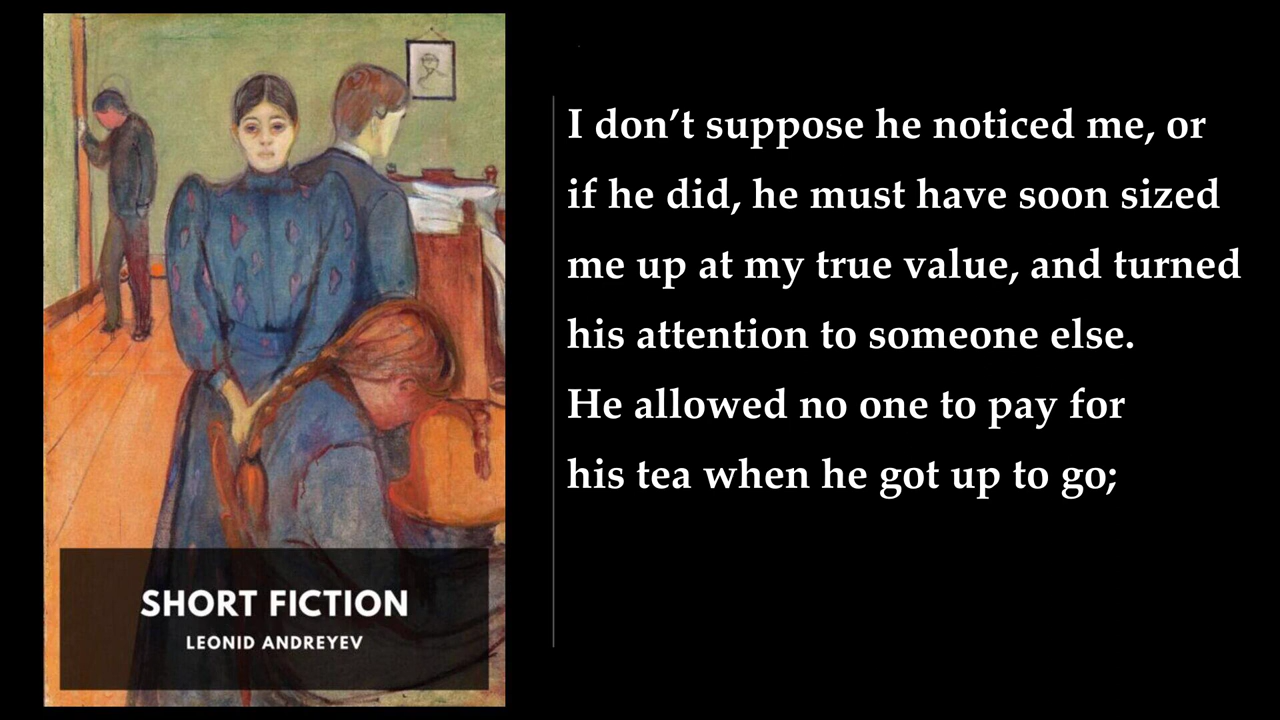 SHORT FICTION
LEONID ANDREYEV
I don’t suppose he noticed me, or
if he did, he must have soon sized
me up at my true value, and turned
his attention to someone else.
He allowed no one to pay for
his tea when he got up to go;